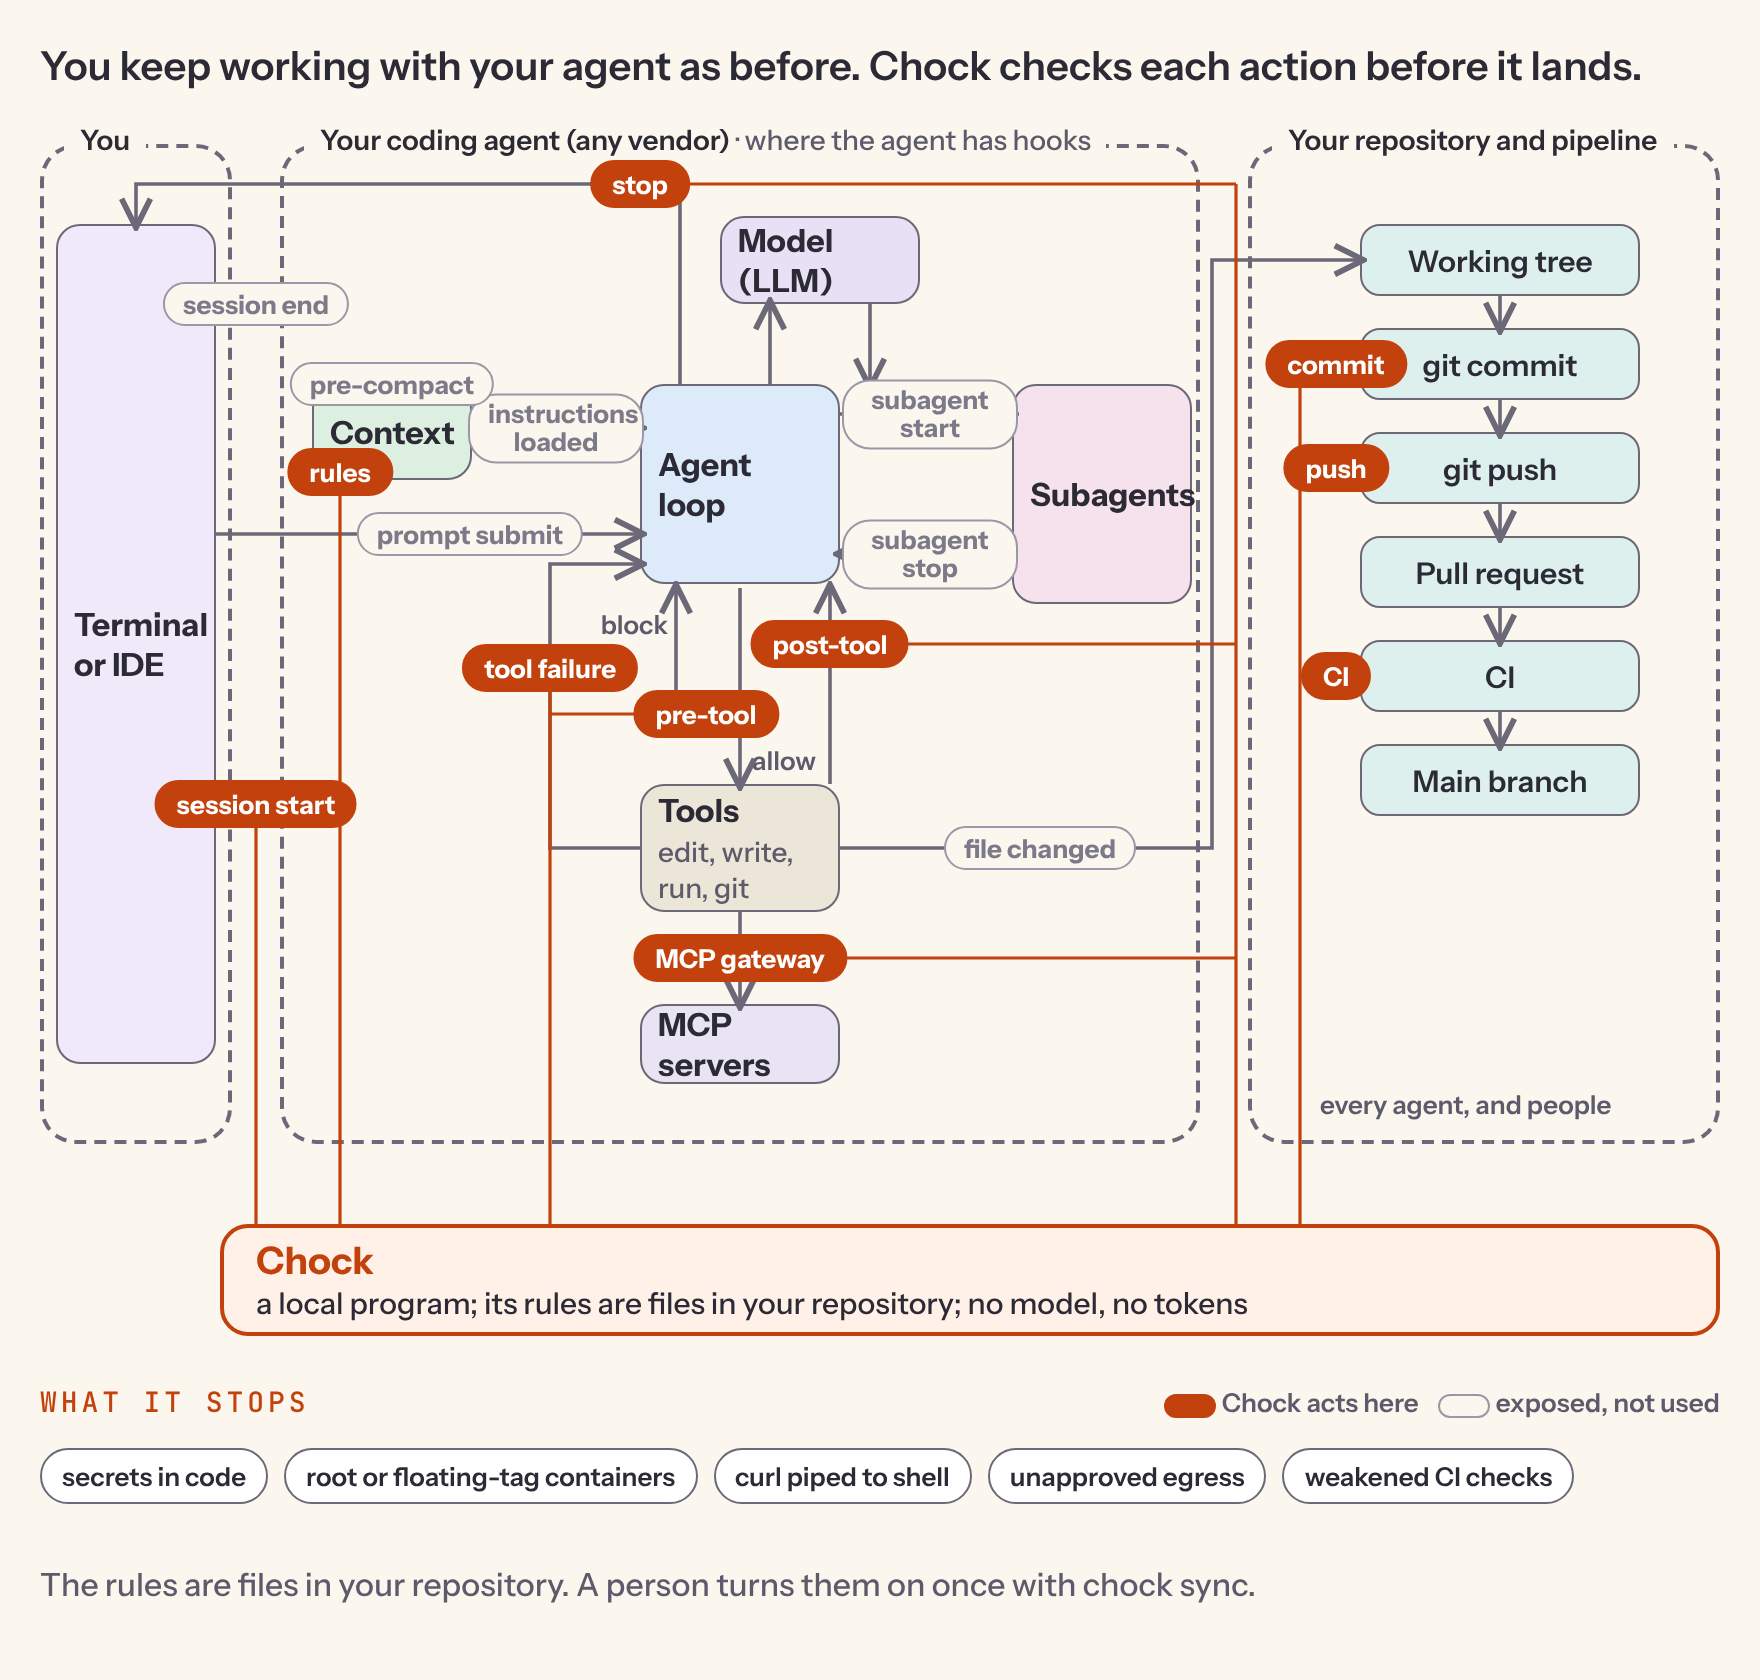 You keep working with your agent as before. Chock checks each action before it lands.
You
Your coding agent (any vendor) · where the agent has hooks
Your repository and pipeline
stop
Model
(LLM)
Working tree
session end
commit
git commit
pre-compact
instructions
loaded
subagent
start
Context
Agent
loop
rules
push
git push
Subagents
prompt submit
subagent
stop
Pull request
Terminal
or IDE
block
post-tool
tool failure
CI
CI
pre-tool
allow
Main branch
session start
Tools
edit, write,
run, git
file changed
MCP gateway
MCP
servers
every agent, and people
Chock
a local program; its rules are files in your repository; no model, no tokens
WHAT IT STOPS
Chock acts here
exposed, not used
secrets in code
root or floating-tag containers
curl piped to shell
unapproved egress
weakened CI checks
The rules are files in your repository. A person turns them on once with chock sync.